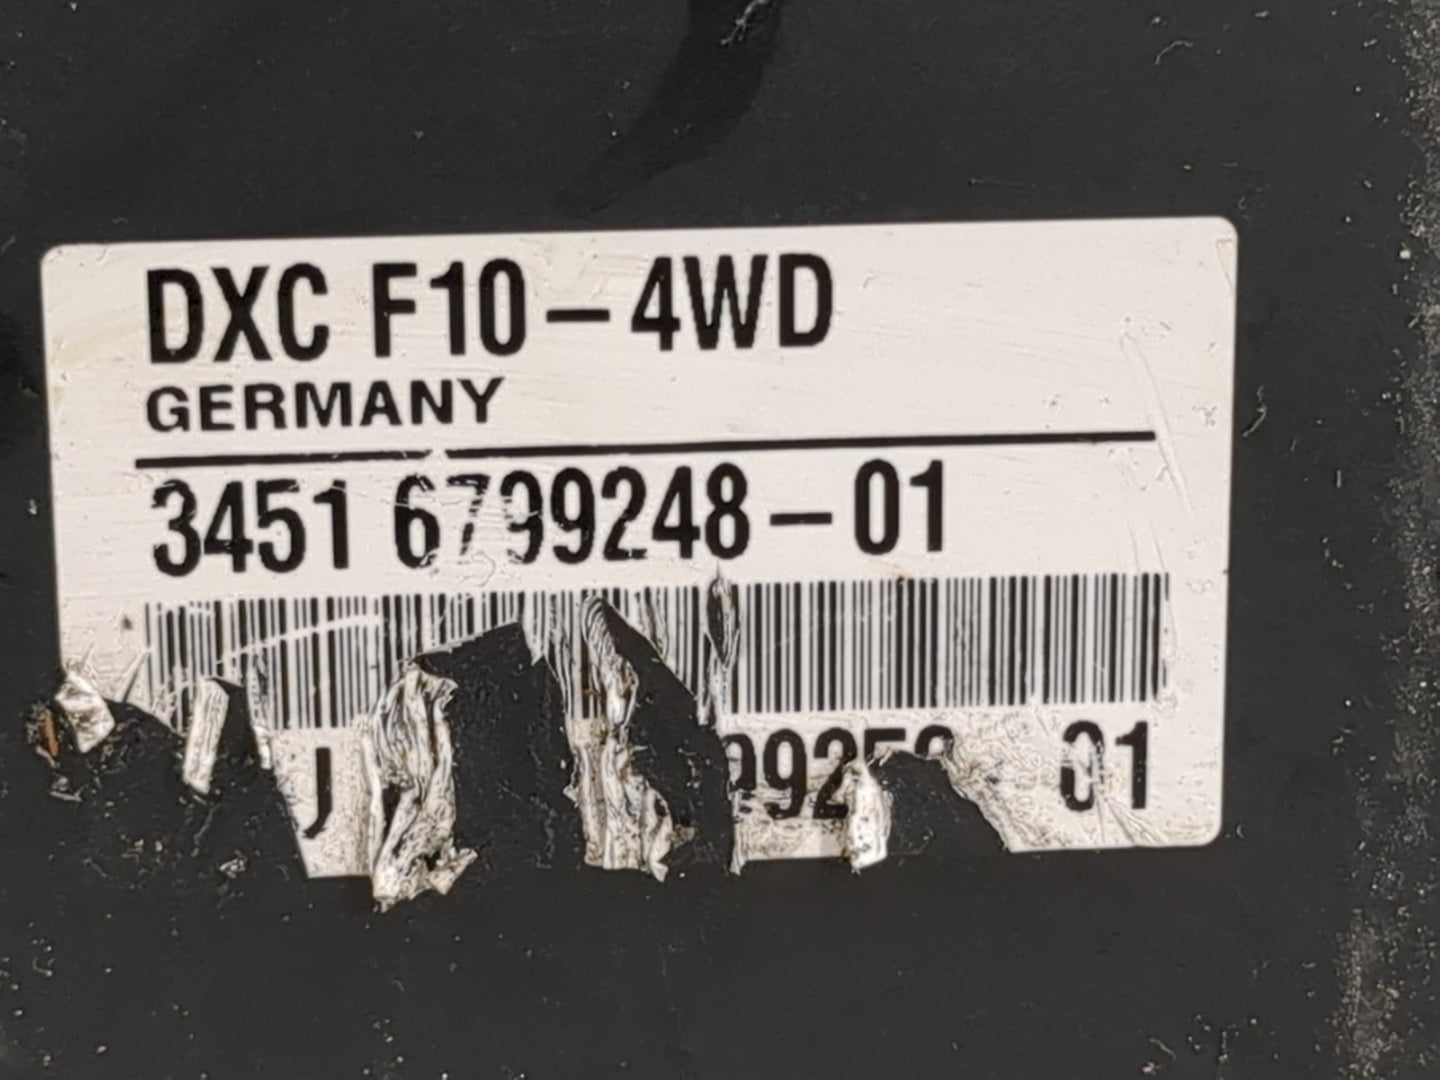 DXC F10-4WD
GERMANY
3451 6799248-01
01